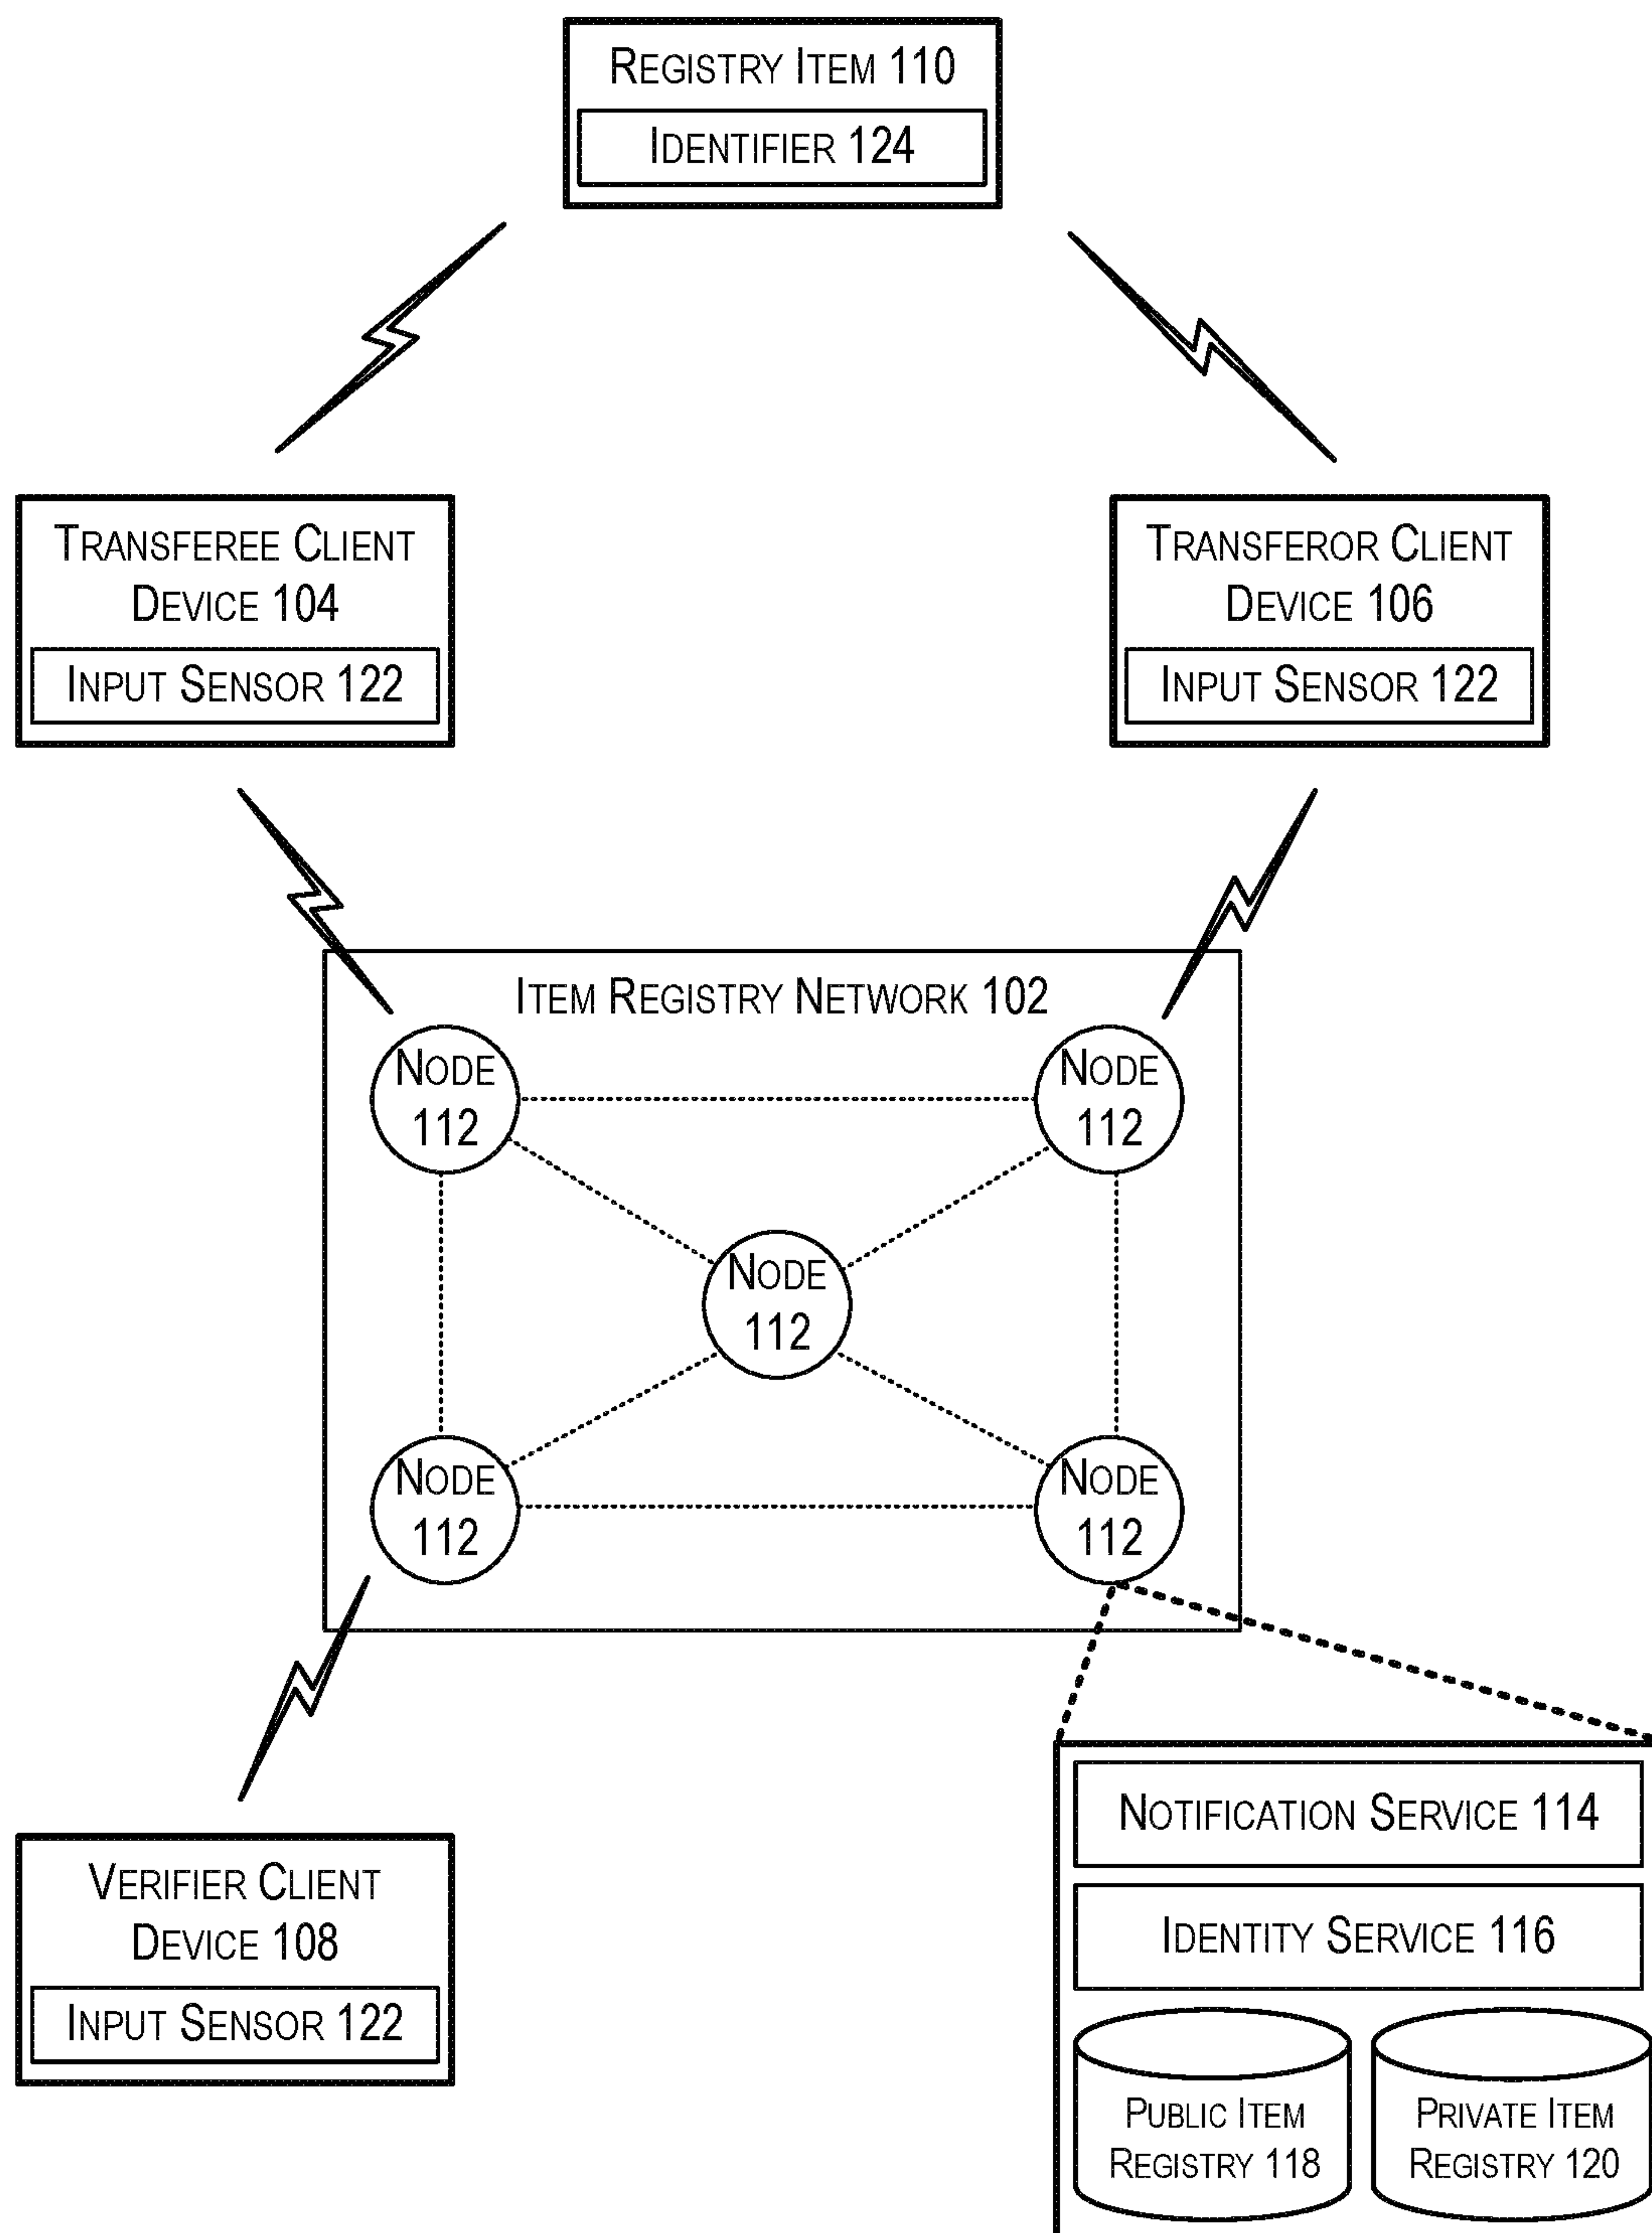 REGISTRY ITEM 110
IDENTIFIER 124
TRANSFEREE CLIENT
DEVICE 104
INPUT SENSOR 122
TRANSFEROR CLIENT
DEVICE 106
INPUT SENSOR 122
ITEM REGISTRY NETWORK 102
NODE
112
NODE
112
NODE
112
NODE
112
NODE
112
VERIFIER CLIENT
DEVICE 108
INPUT SENSOR 122
NOTIFICATION SERVICE 114
IDENTITY SERVICE 116
PUBLIC ITEM
REGISTRY 118
PRIVATE ITEM
REGISTRY 120